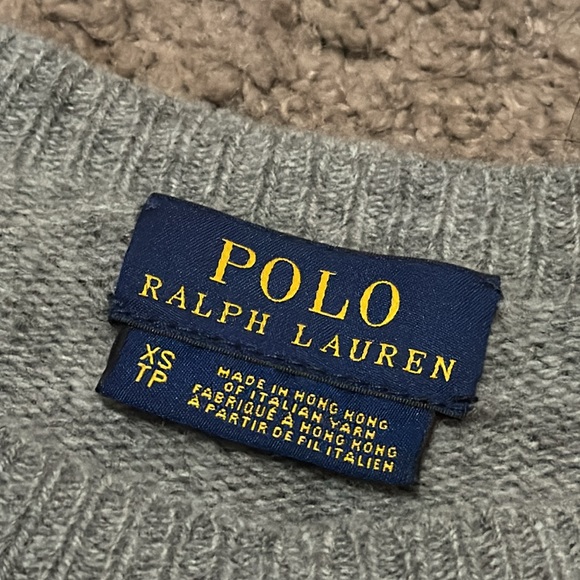 POLO
RALPH LAUREN
XS
TP
MADE IN HONG KONG
OF ITALIAN YARN
FABRIQUÉ À HONG KONG
À PARTIR DE FIL ITALIEN